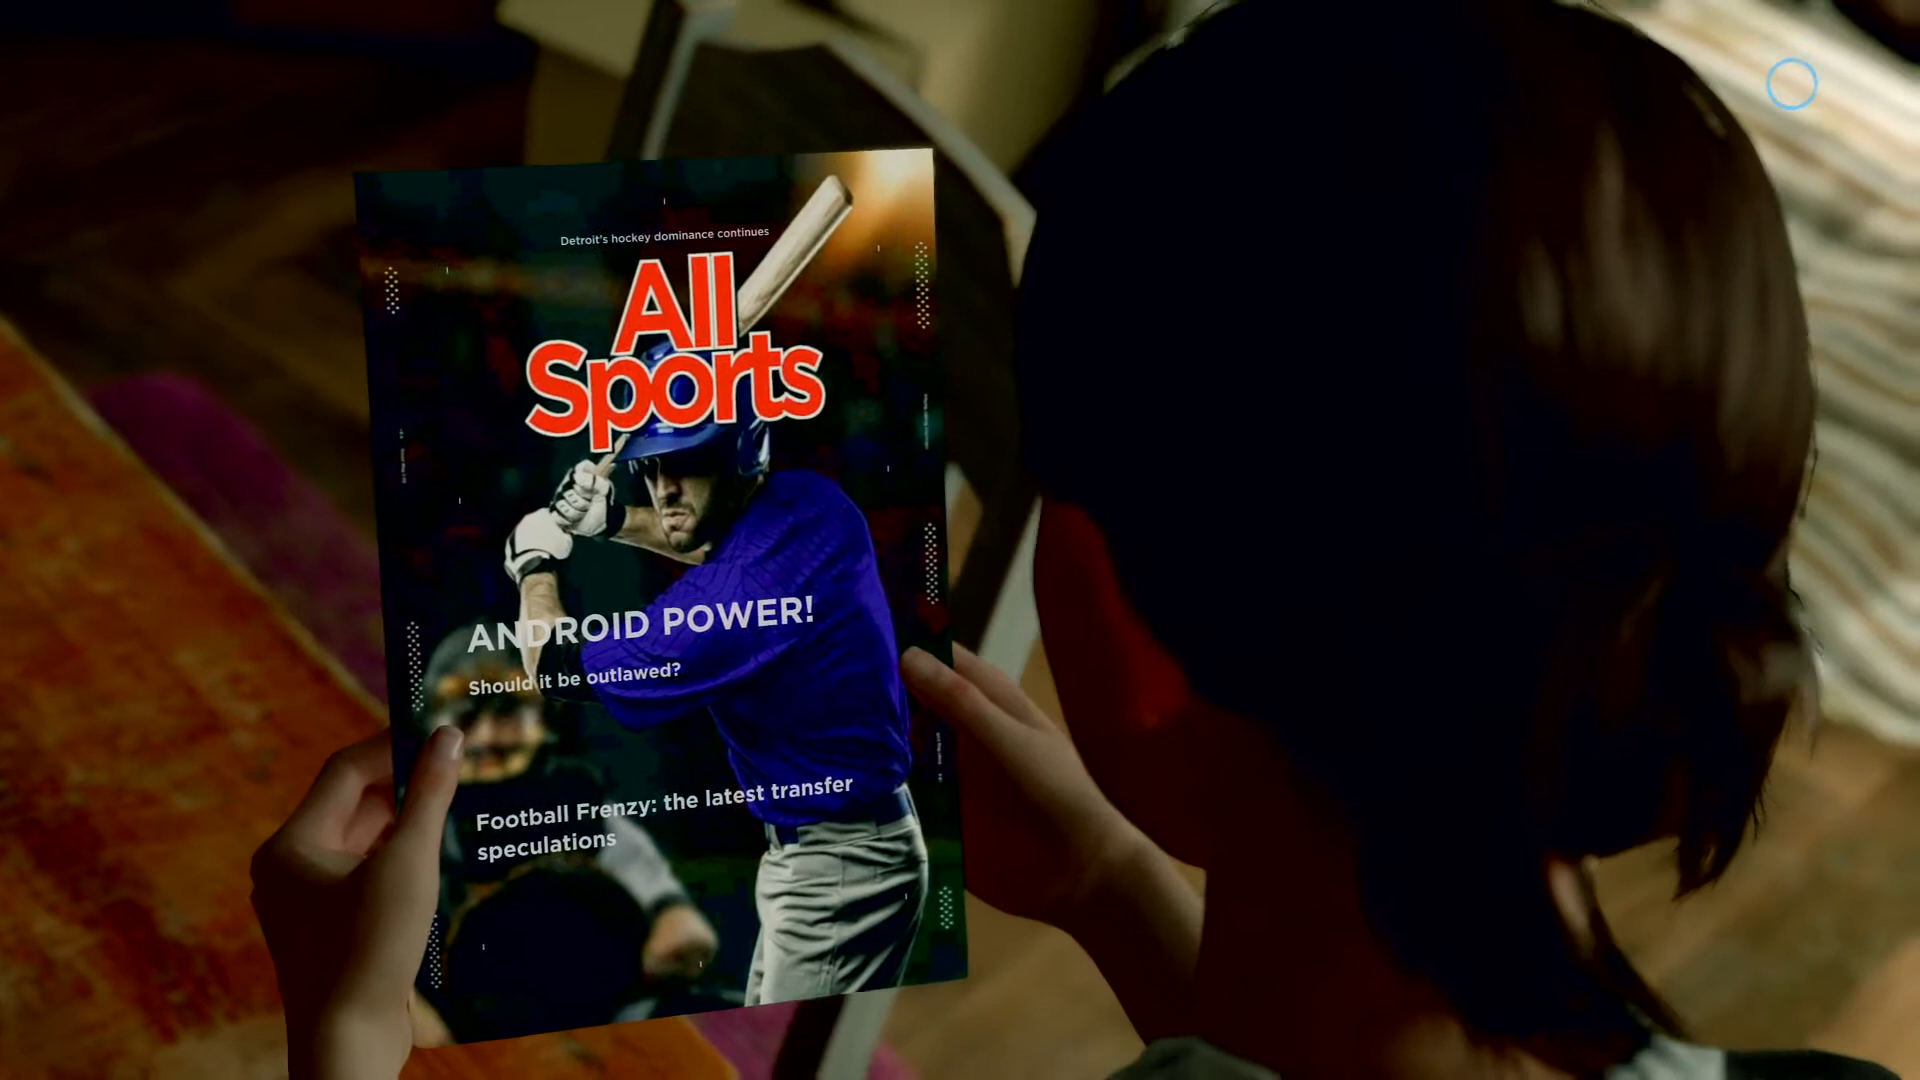 Detroit's hockey dominance continues
All
Sports
ANDROID POWER!
Should it be outlawed?
Football Frenzy: the latest transfer
speculations